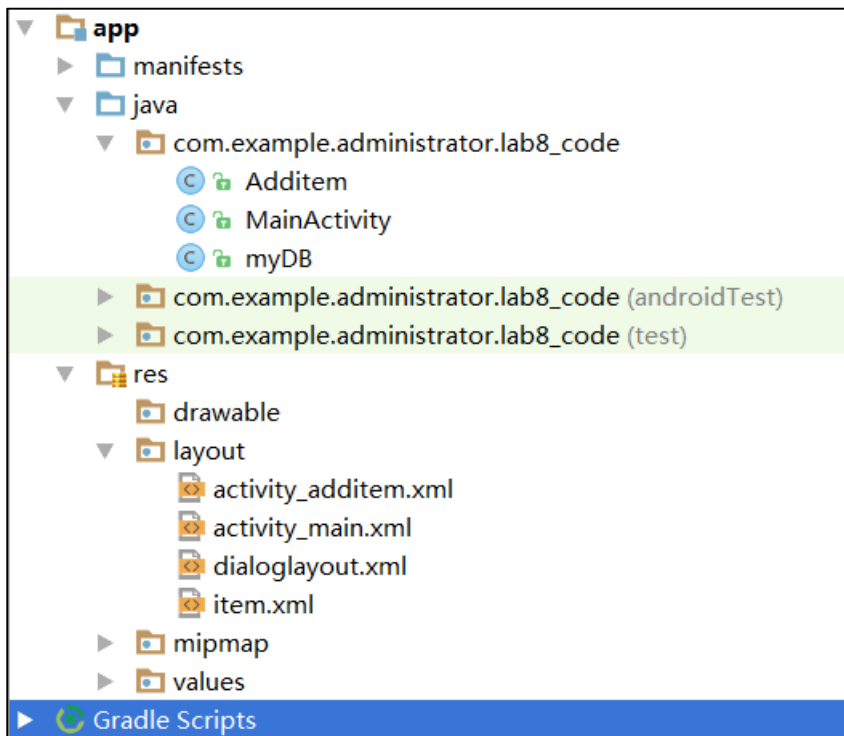 app
manifests
java
com.example.administrator.lab8_code
Additem
MainActivity
myDB
com.example.administrator.lab8_code (androidTest)
com.example.administrator.lab8_code (test)
res
drawable
layout
activity_additem.xml
activity_main.xml
dialoglayout.xml
item.xml
mipmap
values
Gradle Scripts